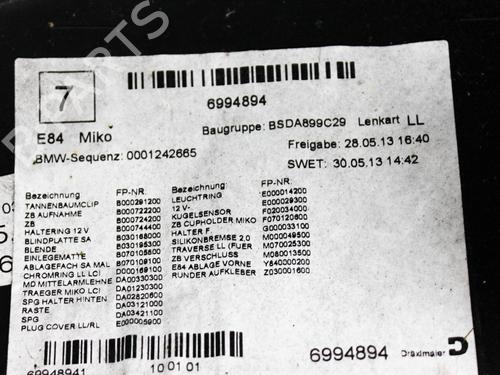 7
6994894
E84 Miko
Baugruppe: BSDA899C29 Lenkart LL
BMW-Sequenz: 0001242665
Freigabe: 28.05.13 16:40
SWET: 30.05.13 14:42
Bezeichnung FP-NR.
TANNENBAUMCLIP B000291200
ZB AUFNAHME B000722200
ZB B000724200
HALTERING 12 V B000744400
BLINDPLATTE SA B003168000
BLENDE B030195300
EINLEGEMATTE B070105800
ABLAGEFACH SA MAL B070109100
CHROMRING LL LCI D000169100
MD MITTELARMLEHNE DA00330300
TRAEGER MIKO LCI DA01230300
SPG HALTER HINTEN DA02820600
RASTE DA03121000
SPG DA03421100
PLUG COVER LL/RL E000005900
Bezeichnung FP-NR.
LEUCHTRING E000014200
12 V- E000029300
KUGELSENSOR F020034000
ZB CUPHOLDER MIKO F070120600
HALTER F. G000033100
SILIKONBREMSE 2,0 M000049500
TRAVERSE LL (FUER M070025300
ZB VERSCHLUSS M080013500
E84 ABLAGE VORNE Y840000200
RUNDER AUFKLEBER Z030001600
69948941
10 01 01
6994894
Dräxlmaier